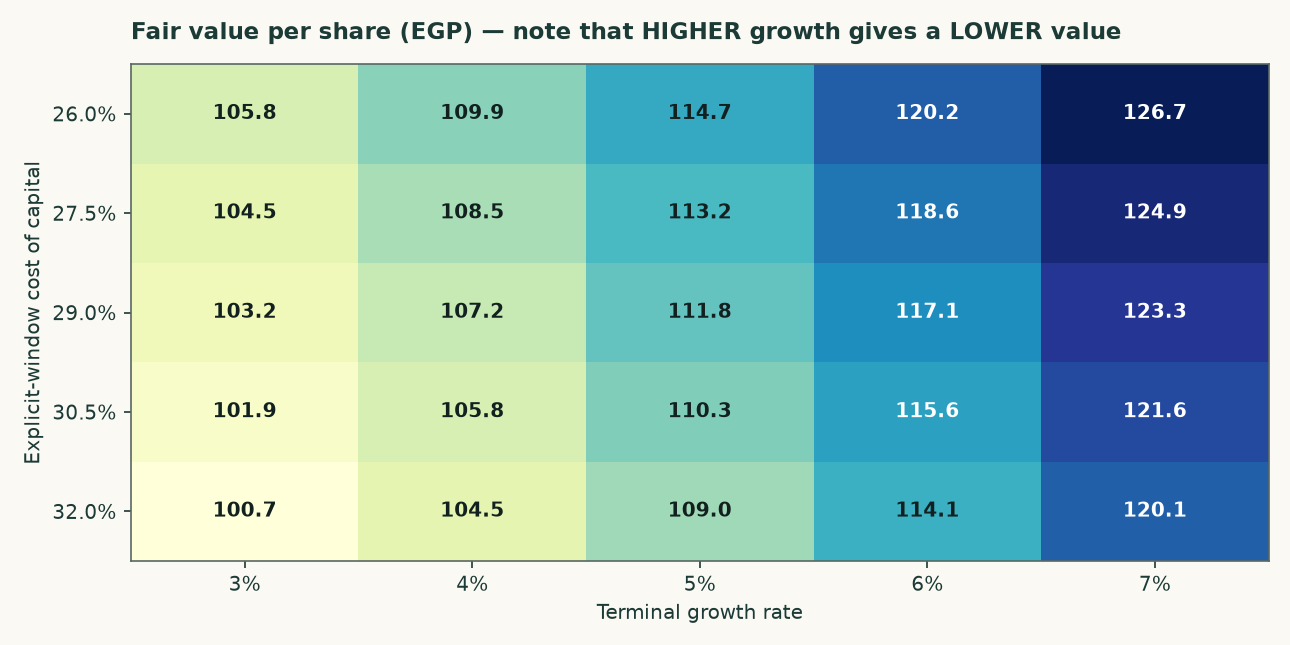 Fair value per share (EGP) — note that HIGHER growth gives a LOWER value
Explicit-window cost of capital
26.0% 105.8 109.9 114.7 120.2 126.7
27.5% 104.5 108.5 113.2 118.6 124.9
29.0% 103.2 107.2 111.8 117.1 123.3
30.5% 101.9 105.8 110.3 115.6 121.6
32.0% 100.7 104.5 109.0 114.1 120.1
3% 4% 5% 6% 7%
Terminal growth rate